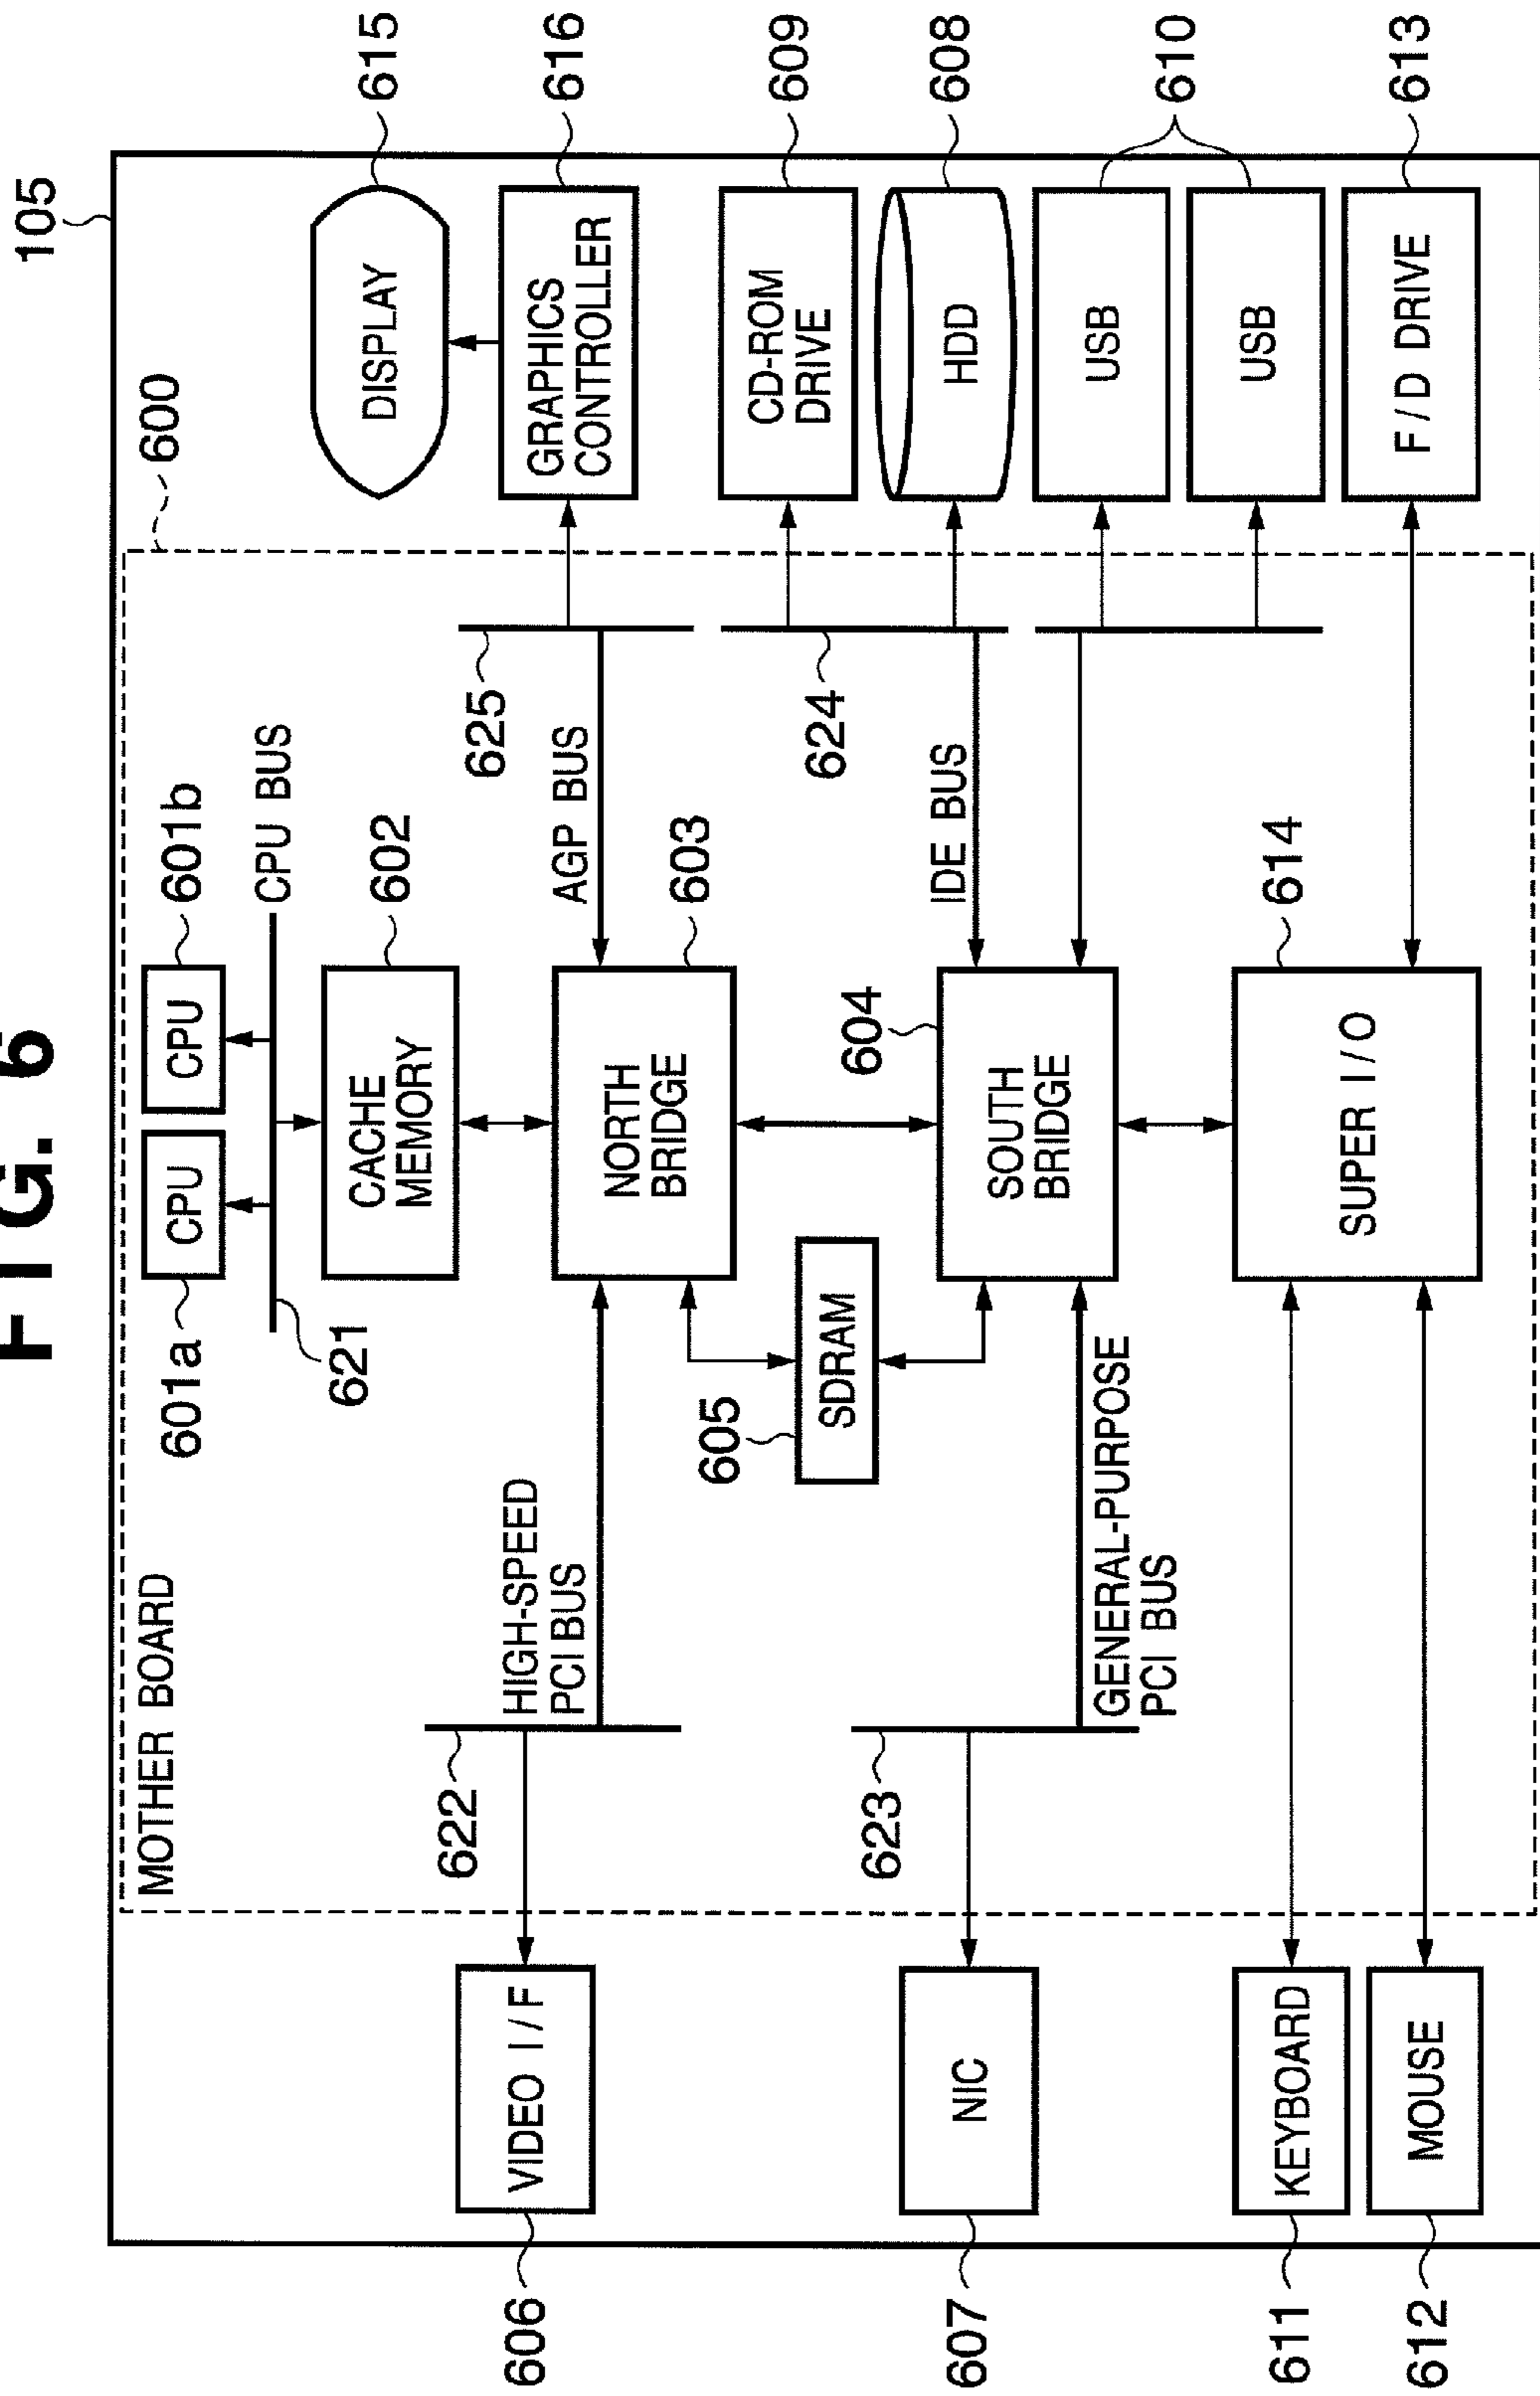 FIG. 6
105
MOTHER BOARD
600
601a
CPU
CPU
601b
621
CPU BUS
CACHE
MEMORY
602
DISPLAY
615
606
VIDEO I/F
622
HIGH-SPEED
PCI BUS
NORTH
BRIDGE
603
AGP BUS
625
GRAPHICS
CONTROLLER
616
605
SDRAM
624
CD-ROM
DRIVE
609
607
NIC
623
GENERAL-PURPOSE
PCI BUS
604
SOUTH
BRIDGE
IDE BUS
HDD
608
USB
USB
610
611
KEYBOARD
612
MOUSE
SUPER I/O
614
F/D DRIVE
613